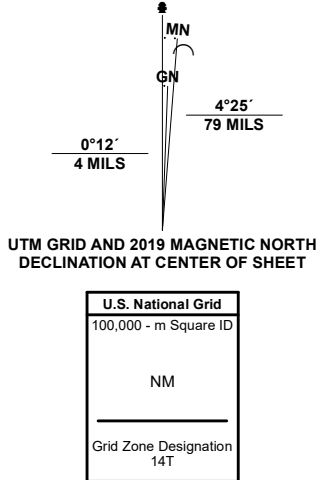 MN
GN
4°25´
79 MILS
0°12´
4 MILS
UTM GRID AND 2019 MAGNETIC NORTH
DECLINATION AT CENTER OF SHEET
U.S. National Grid
100,000 - m Square ID
NM
Grid Zone Designation
14T